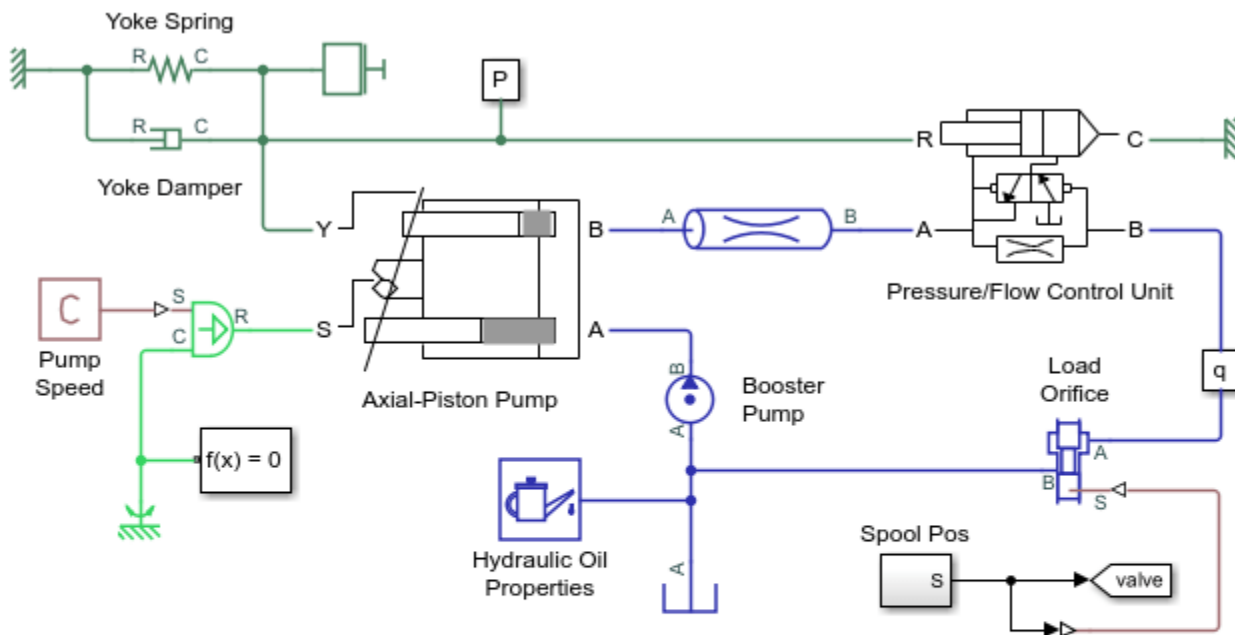 Yoke Spring
R C
P
R C
Yoke Damper
R C
Y B A B A B
Pressure/Flow Control Unit
C S R S A
C
Pump
Speed
Axial-Piston Pump
B
A
Booster
Pump
Load
Orifice
q
A
B
S
f(x) = 0
Hydraulic Oil
Properties
A
Spool Pos
S valve